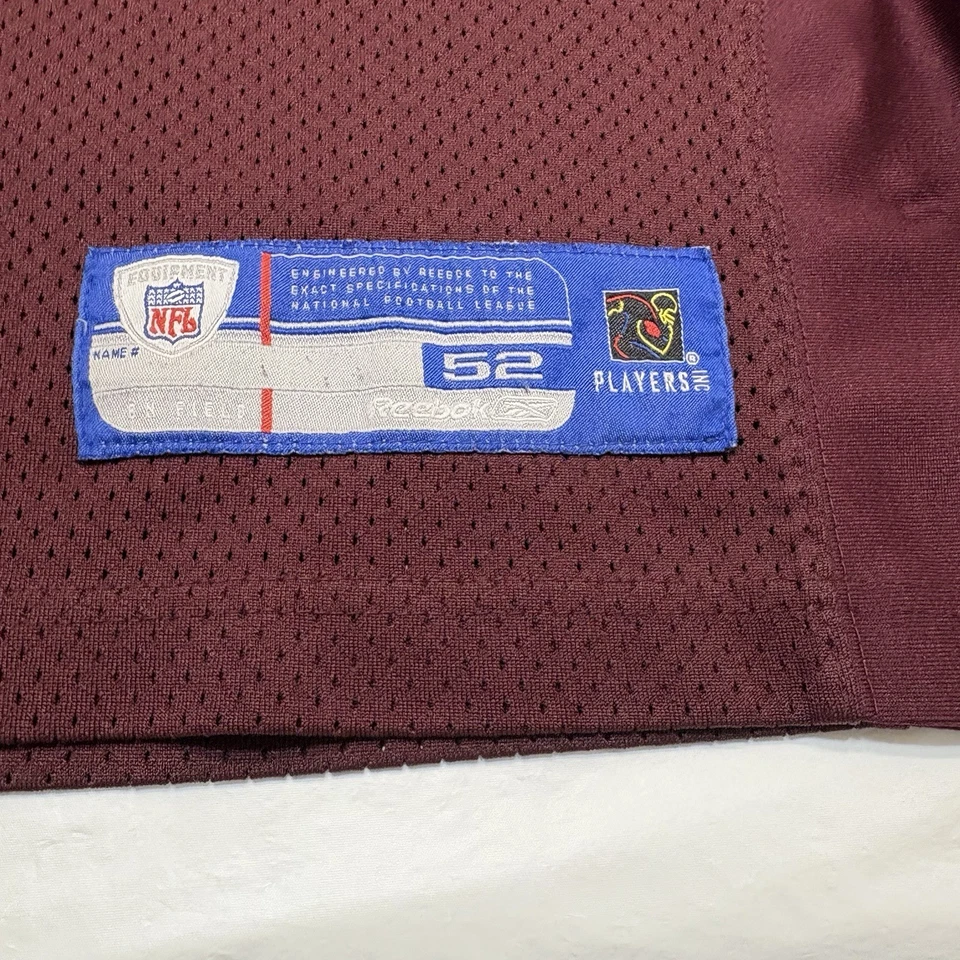 EQUIPMENT
NFL
ENGINEERED BY REEBOK TO THE
EXACT SPECIFICATIONS OF THE
NATIONAL FOOTBALL LEAGUE
NAME #
52
ON FIELD
Reebok
PLAYERS INC
®